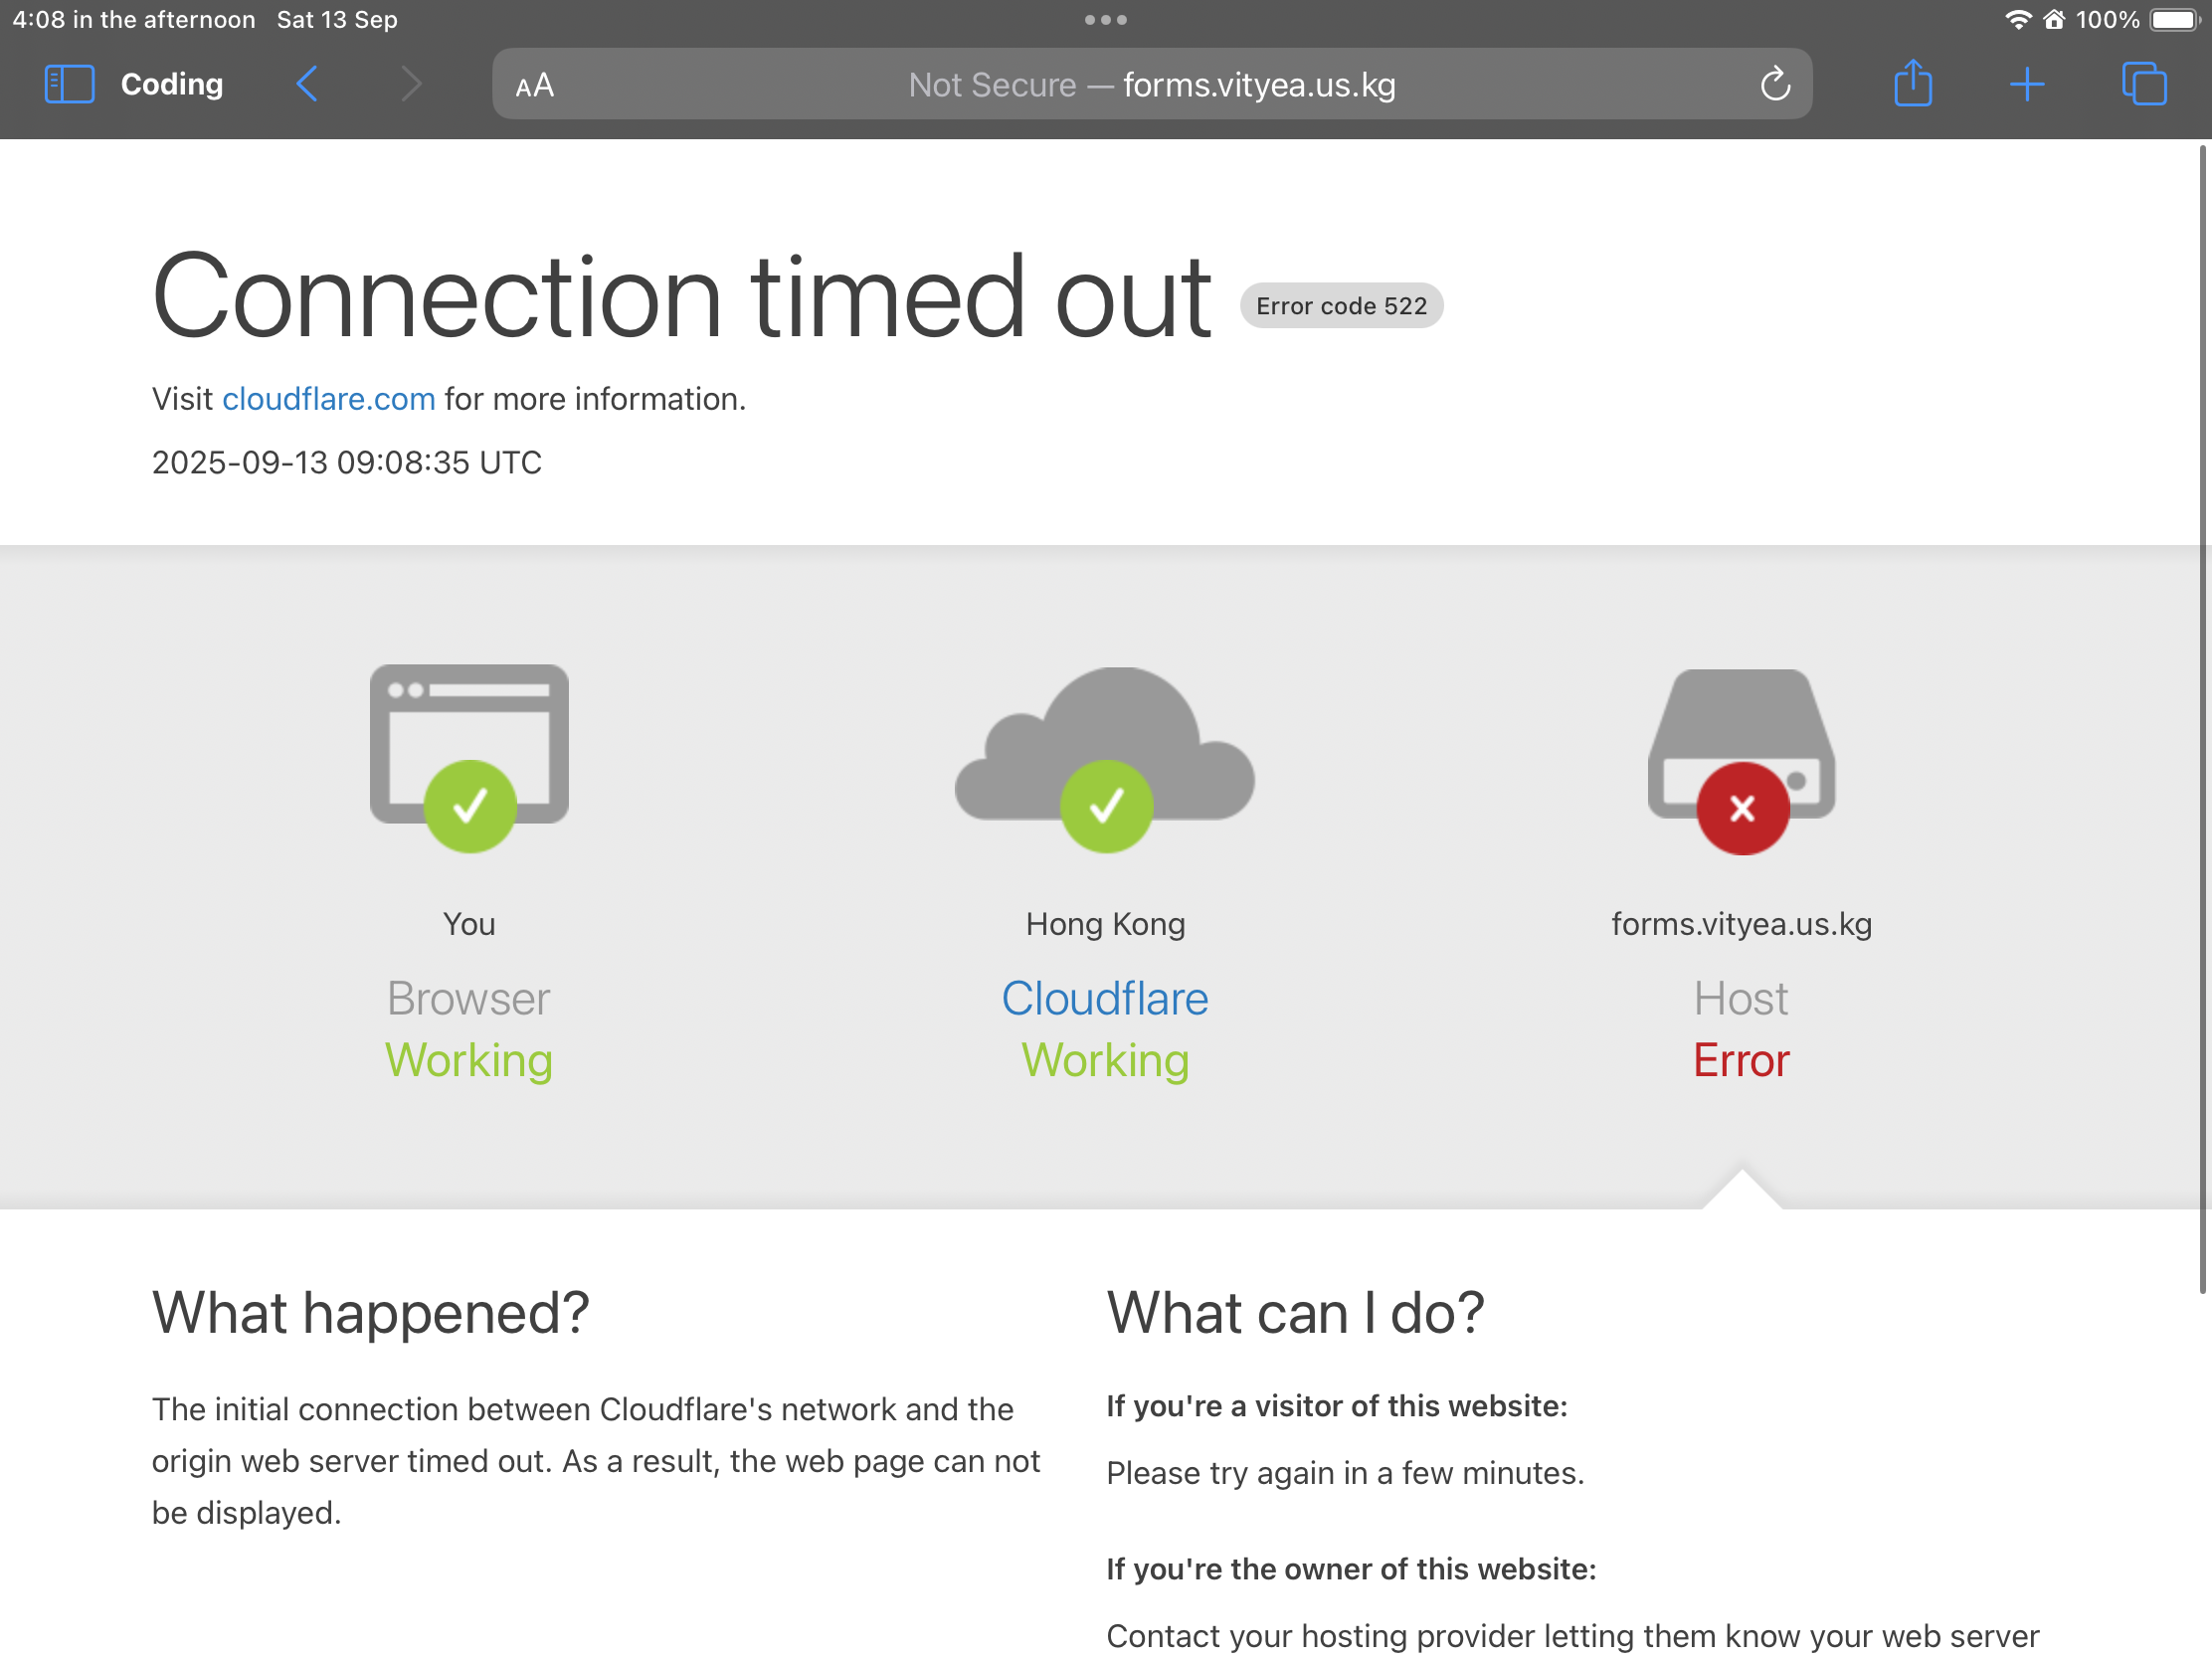 4:08 in the afternoon Sat 13 Sep
100%
Coding
AA
Not Secure — forms.vityea.us.kg
Connection timed out Error code 522
Visit cloudflare.com for more information.
2025-09-13 09:08:35 UTC
You
Browser
Working
Hong Kong
Cloudflare
Working
forms.vityea.us.kg
Host
Error
What happened?
The initial connection between Cloudflare's network and the
origin web server timed out. As a result, the web page can not
be displayed.
What can I do?
If you're a visitor of this website:
Please try again in a few minutes.
If you're the owner of this website:
Contact your hosting provider letting them know your web server